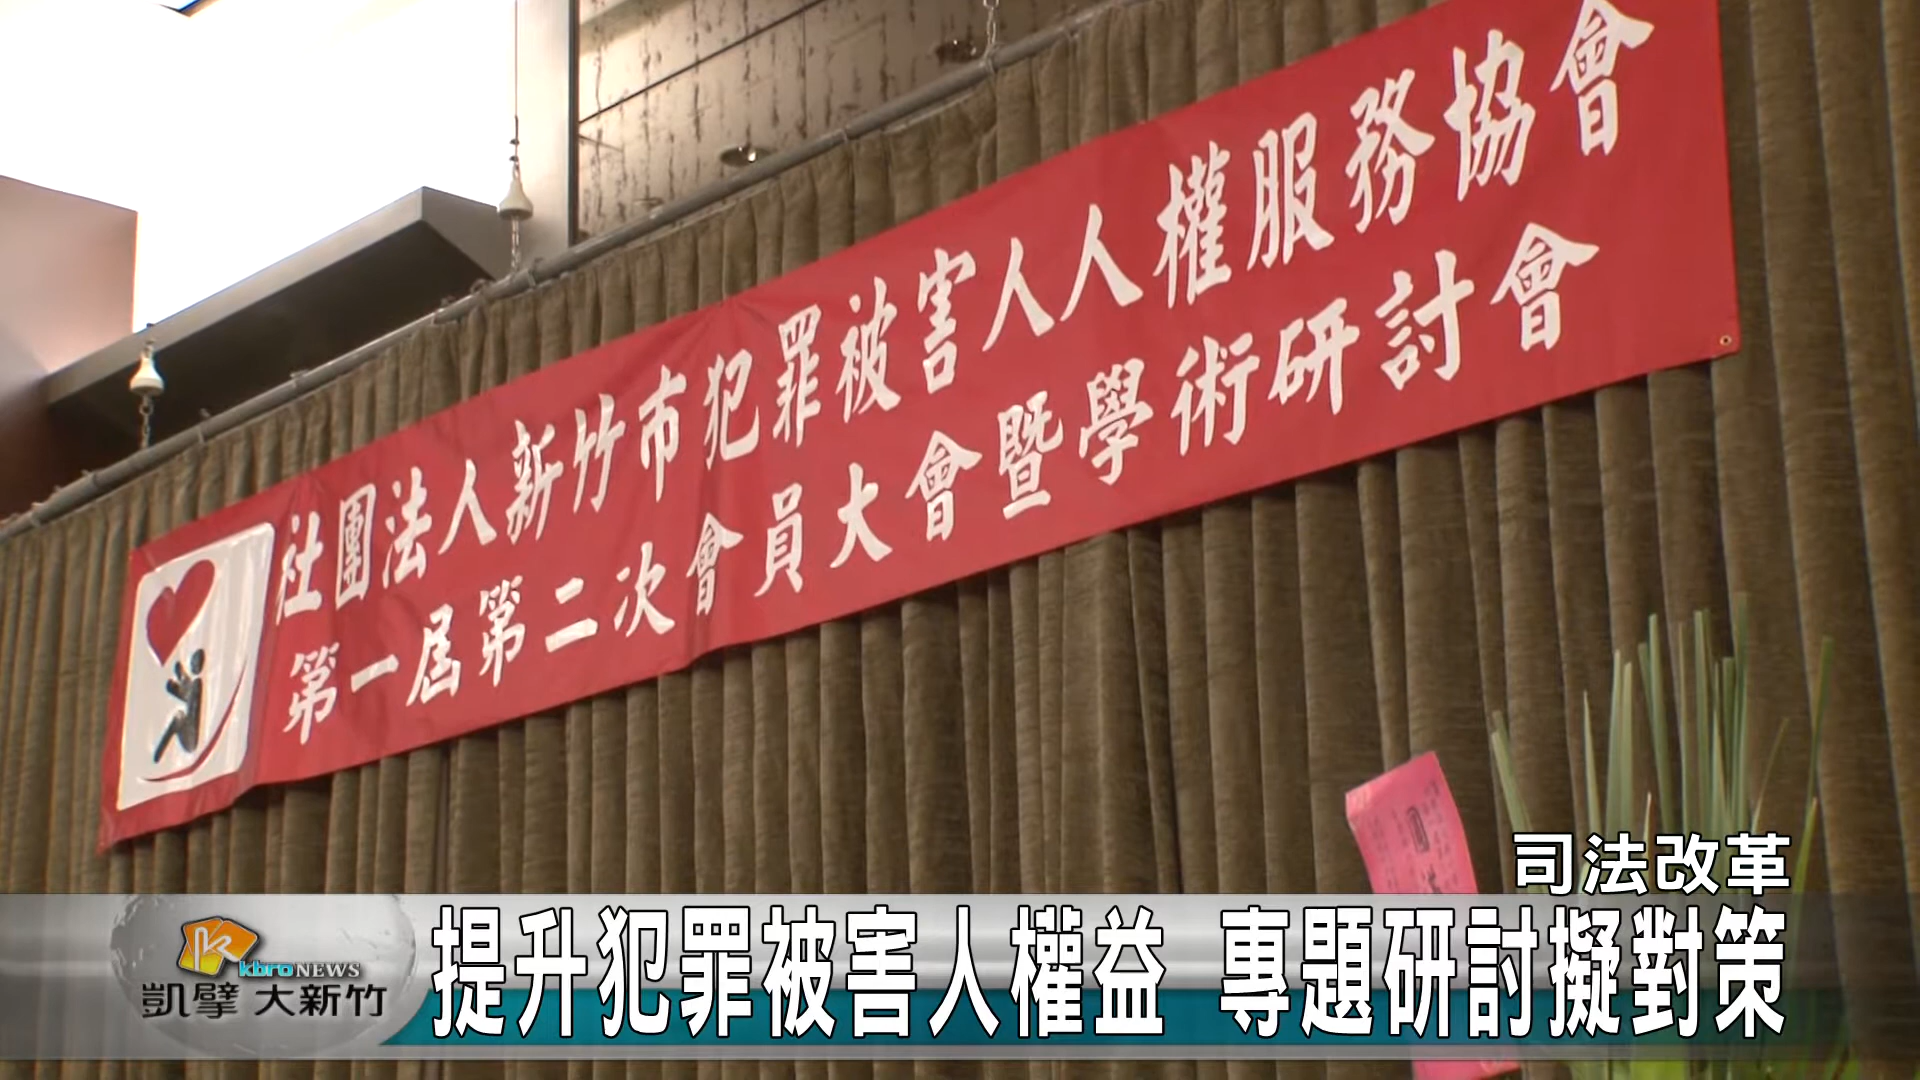 社團法人新竹市犯罪被害人人權服務協會
第一屆第二次會員大會暨學術研討會
司法改革
提升犯罪被害人權益 專題研討擬對策
kbro NEWS
凱擘 大新竹